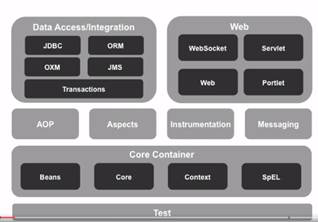 Data Access/Integration
JDBC
ORM
OXM
JMS
Transactions
Web
WebSocket
Servlet
Web
Portlet
AOP
Aspects
Instrumentation
Messaging
Core Container
Beans
Core
Context
SpEL
Test